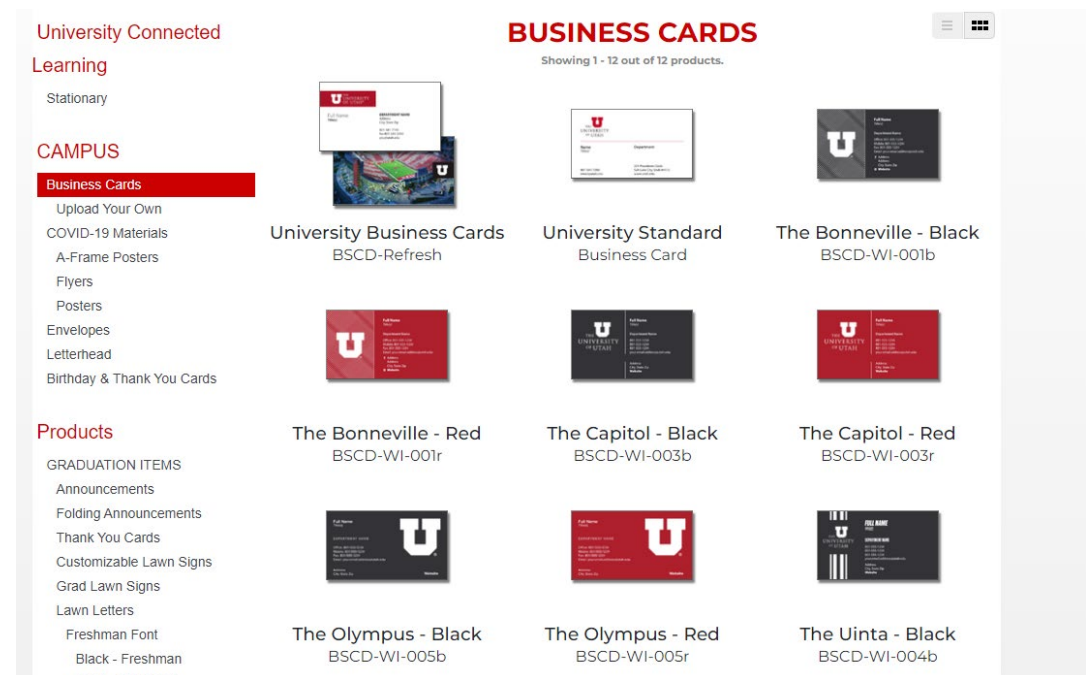 University Connected
Learning
Stationary
CAMPUS
Business Cards
Upload Your Own
COVID-19 Materials
A-Frame Posters
Flyers
Posters
Envelopes
Letterhead
Birthday & Thank You Cards
Products
GRADUATION ITEMS
Announcements
Folding Announcements
Thank You Cards
Customizable Lawn Signs
Grad Lawn Signs
Lawn Letters
Freshman Font
Black - Freshman
BUSINESS CARDS
Showing 1 - 12 out of 12 products.
University Business Cards
BSCD-Refresh
University Standard
Business Card
The Bonneville - Black
BSCD-WI-001b
The Bonneville - Red
BSCD-WI-001r
The Capitol - Black
BSCD-WI-003b
The Capitol - Red
BSCD-WI-003r
The Olympus - Black
BSCD-WI-005b
The Olympus - Red
BSCD-WI-005r
The Uinta - Black
BSCD-WI-004b